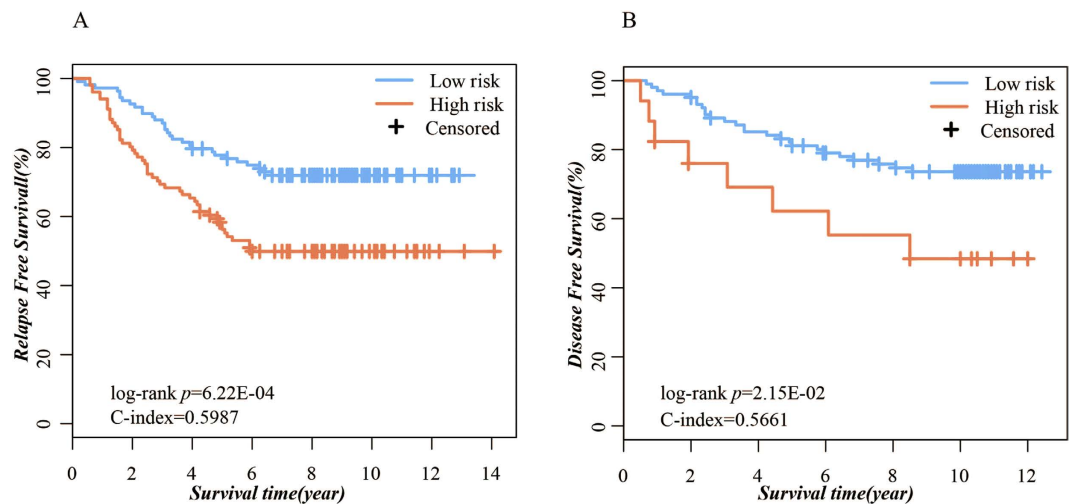 A
Relapse Free Survivall(%)
100
80
60
40
20
0
Low risk
High risk
Censored
log-rank p=6.22E-04
C-index=0.5987
0 2 4 6 8 10 12 14
Survival time(year)
B
Disease Free Survival(%)
100
80
60
40
20
0
Low risk
High risk
Censored
log-rank p=2.15E-02
C-index=0.5661
0 2 4 6 8 10 12
Survival time(year)